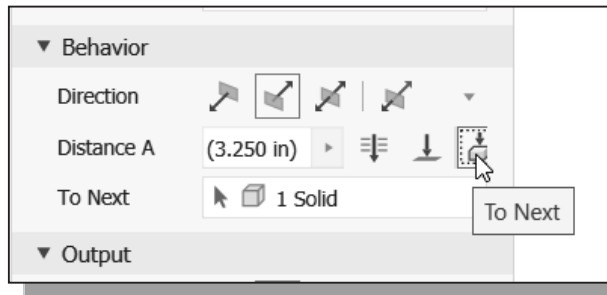 Behavior
Direction
Distance A (3.250 in)
To Next 1 Solid
To Next
Output